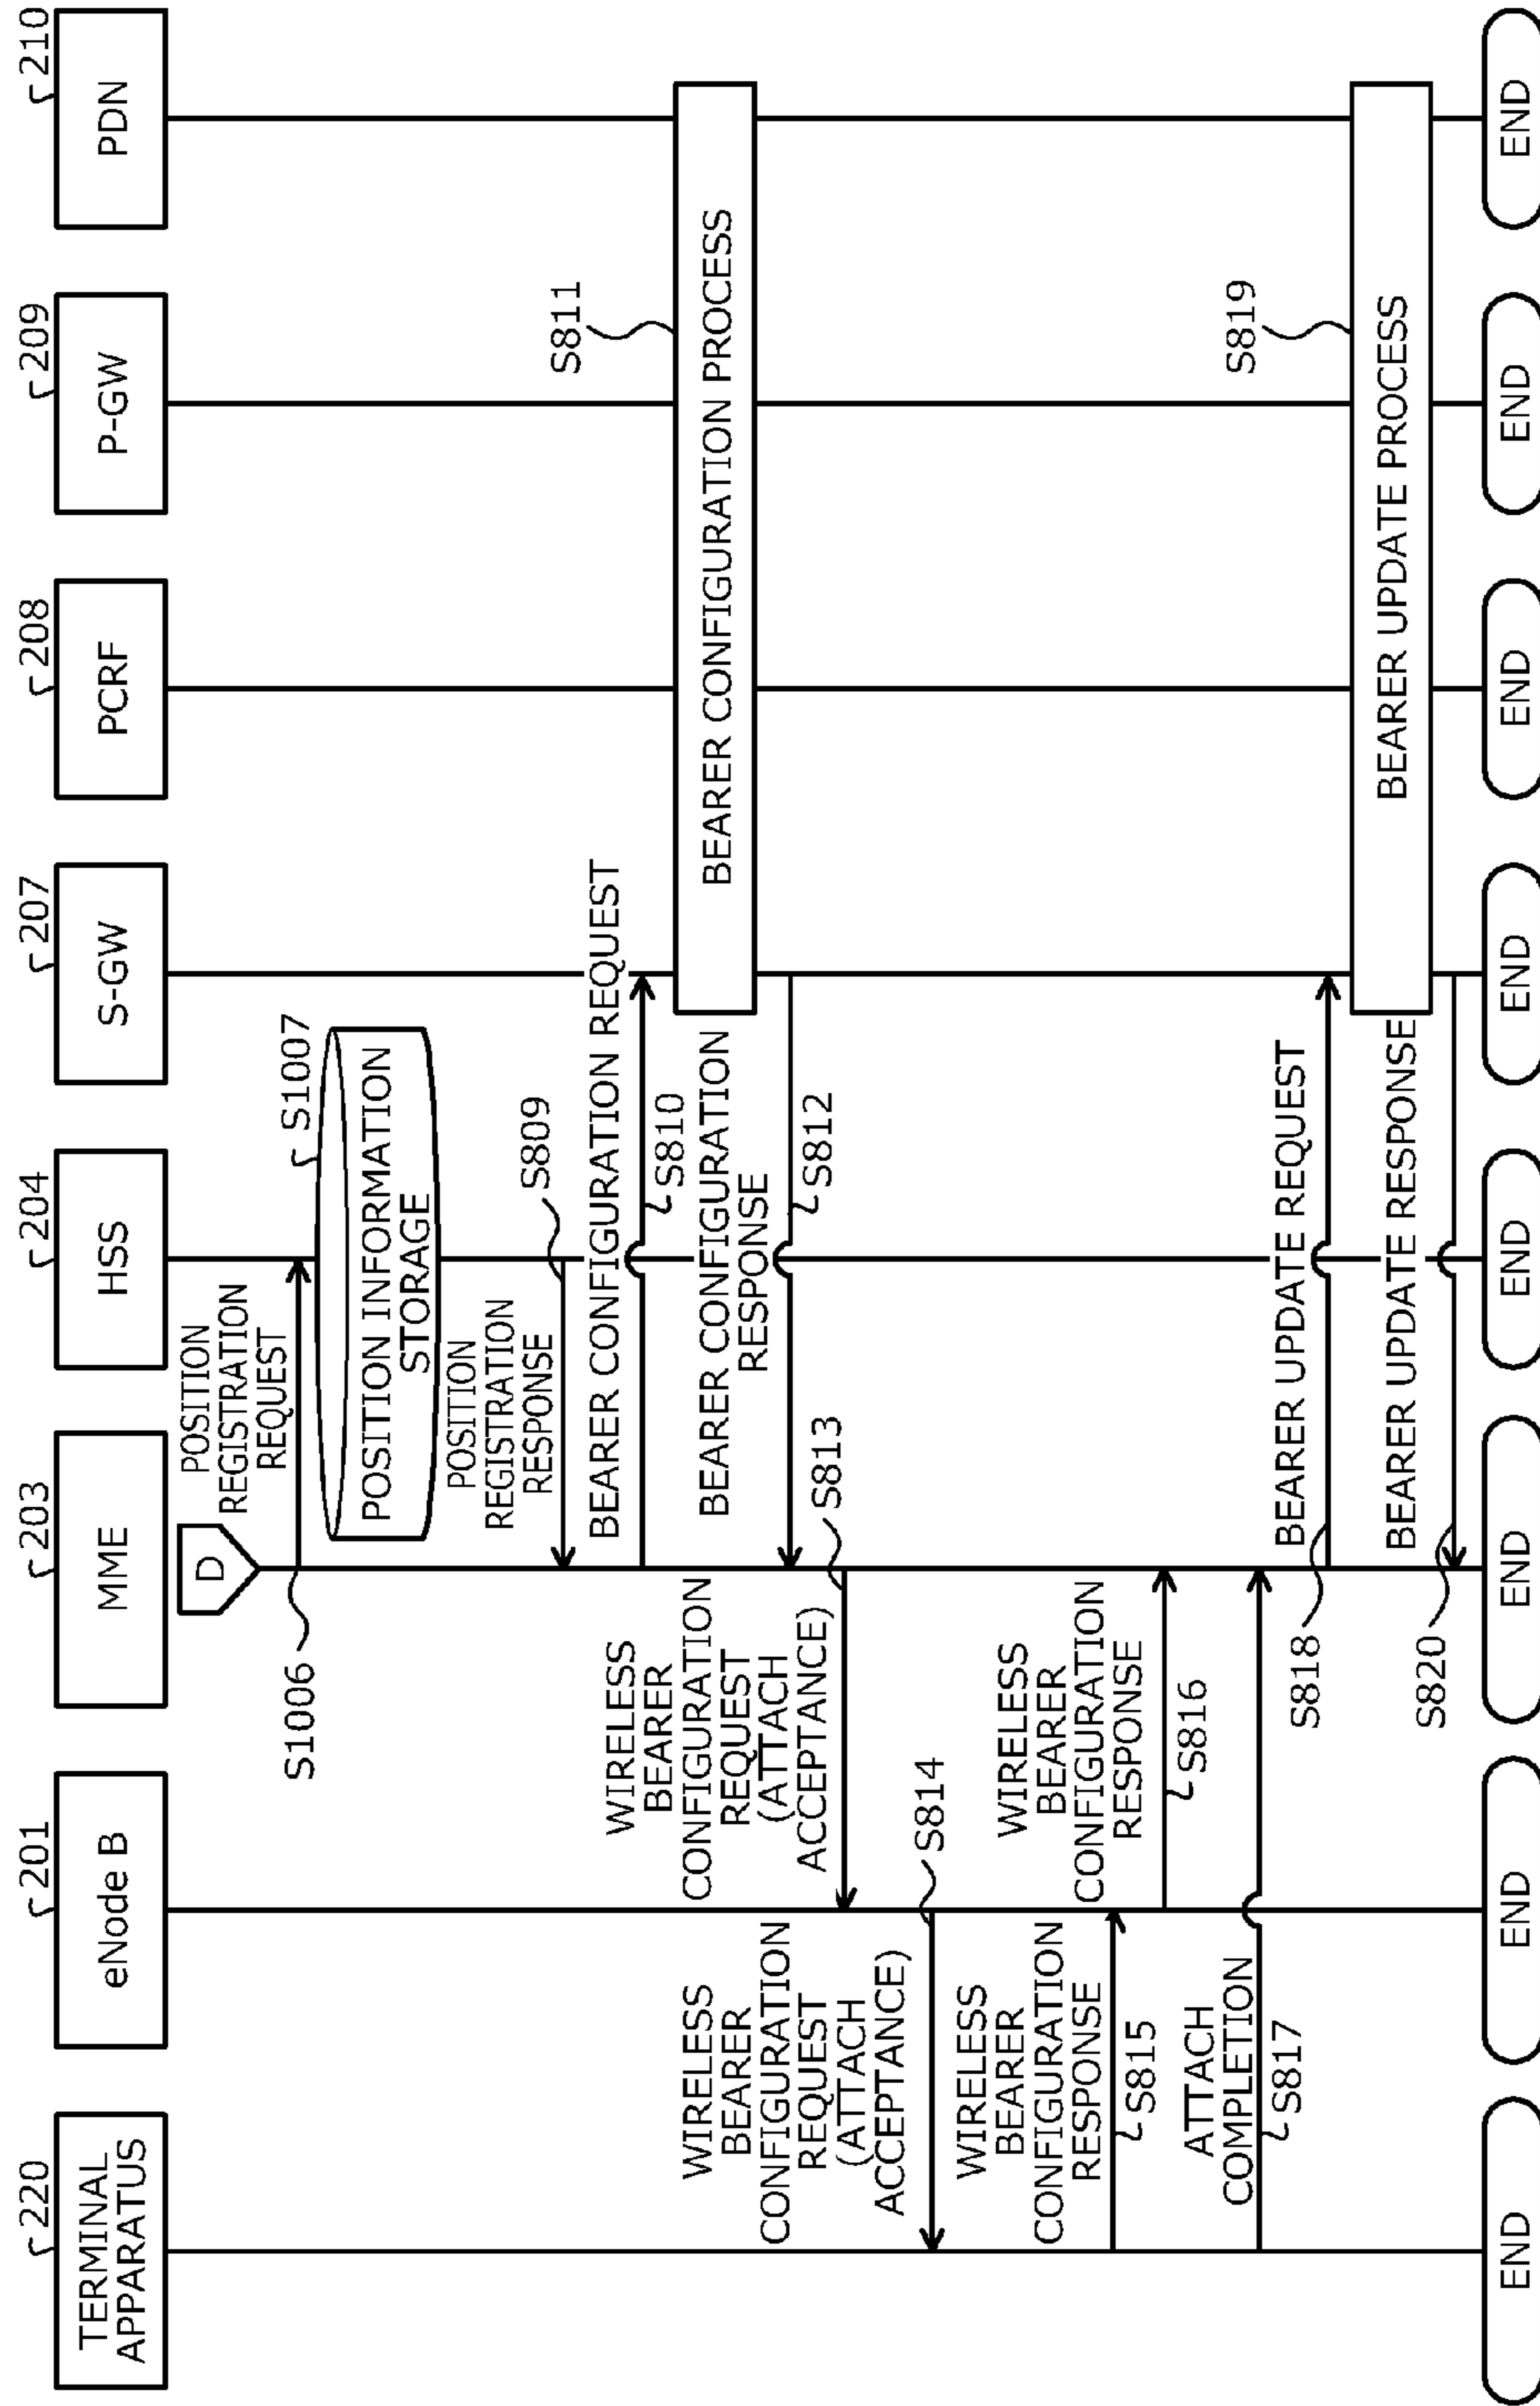 220
TERMINAL
APPARATUS
201
eNode B
203
MME
204
HSS
207
S-GW
208
PCRF
209
P-GW
210
PDN
D
POSITION
REGISTRATION
REQUEST
S1006
S1007
POSITION INFORMATION
STORAGE
POSITION
REGISTRATION
RESPONSE
S809
BEARER CONFIGURATION REQUEST
S810
S811
BEARER CONFIGURATION PROCESS
BEARER CONFIGURATION
RESPONSE
S812
WIRELESS
BEARER
CONFIGURATION
REQUEST
(ATTACH
ACCEPTANCE)
S813
WIRELESS
BEARER
CONFIGURATION
REQUEST
(ATTACH
ACCEPTANCE)
S814
WIRELESS
BEARER
CONFIGURATION
RESPONSE
S815
WIRELESS
BEARER
CONFIGURATION
RESPONSE
S816
ATTACH
COMPLETION
S817
BEARER UPDATE REQUEST
S818
S819
BEARER UPDATE PROCESS
BEARER UPDATE RESPONSE
S820
END
END
END
END
END
END
END
END